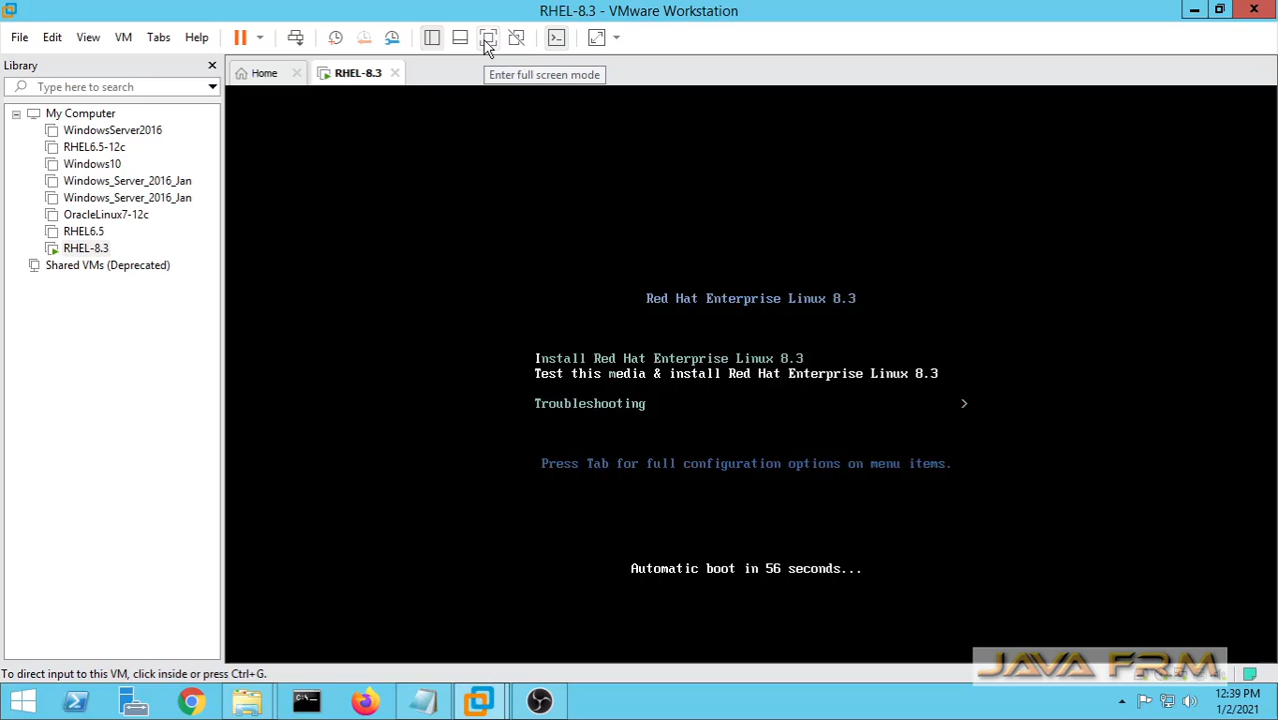 RHEL-8.3 - VMware Workstation
File Edit View VM Tabs Help
Enter full screen mode
Library
Type here to search
Home
RHEL-8.3
My Computer
WindowsServer2016
RHEL6.5-12c
Windows10
Windows_Server_2016_Jan
Windows_Server_2016_Jan
OracleLinux7-12c
RHEL6.5
RHEL-8.3
Shared VMs (Deprecated)
Red Hat Enterprise Linux 8.3
Install Red Hat Enterprise Linux 8.3
Test this media & install Red Hat Enterprise Linux 8.3
Troubleshooting >
Press Tab for full configuration options on menu items.
Automatic boot in 56 seconds...
To direct input to this VM, click inside or press Ctrl+G.
JAVA FRM
C:\
12:39 PM
1/2/2021